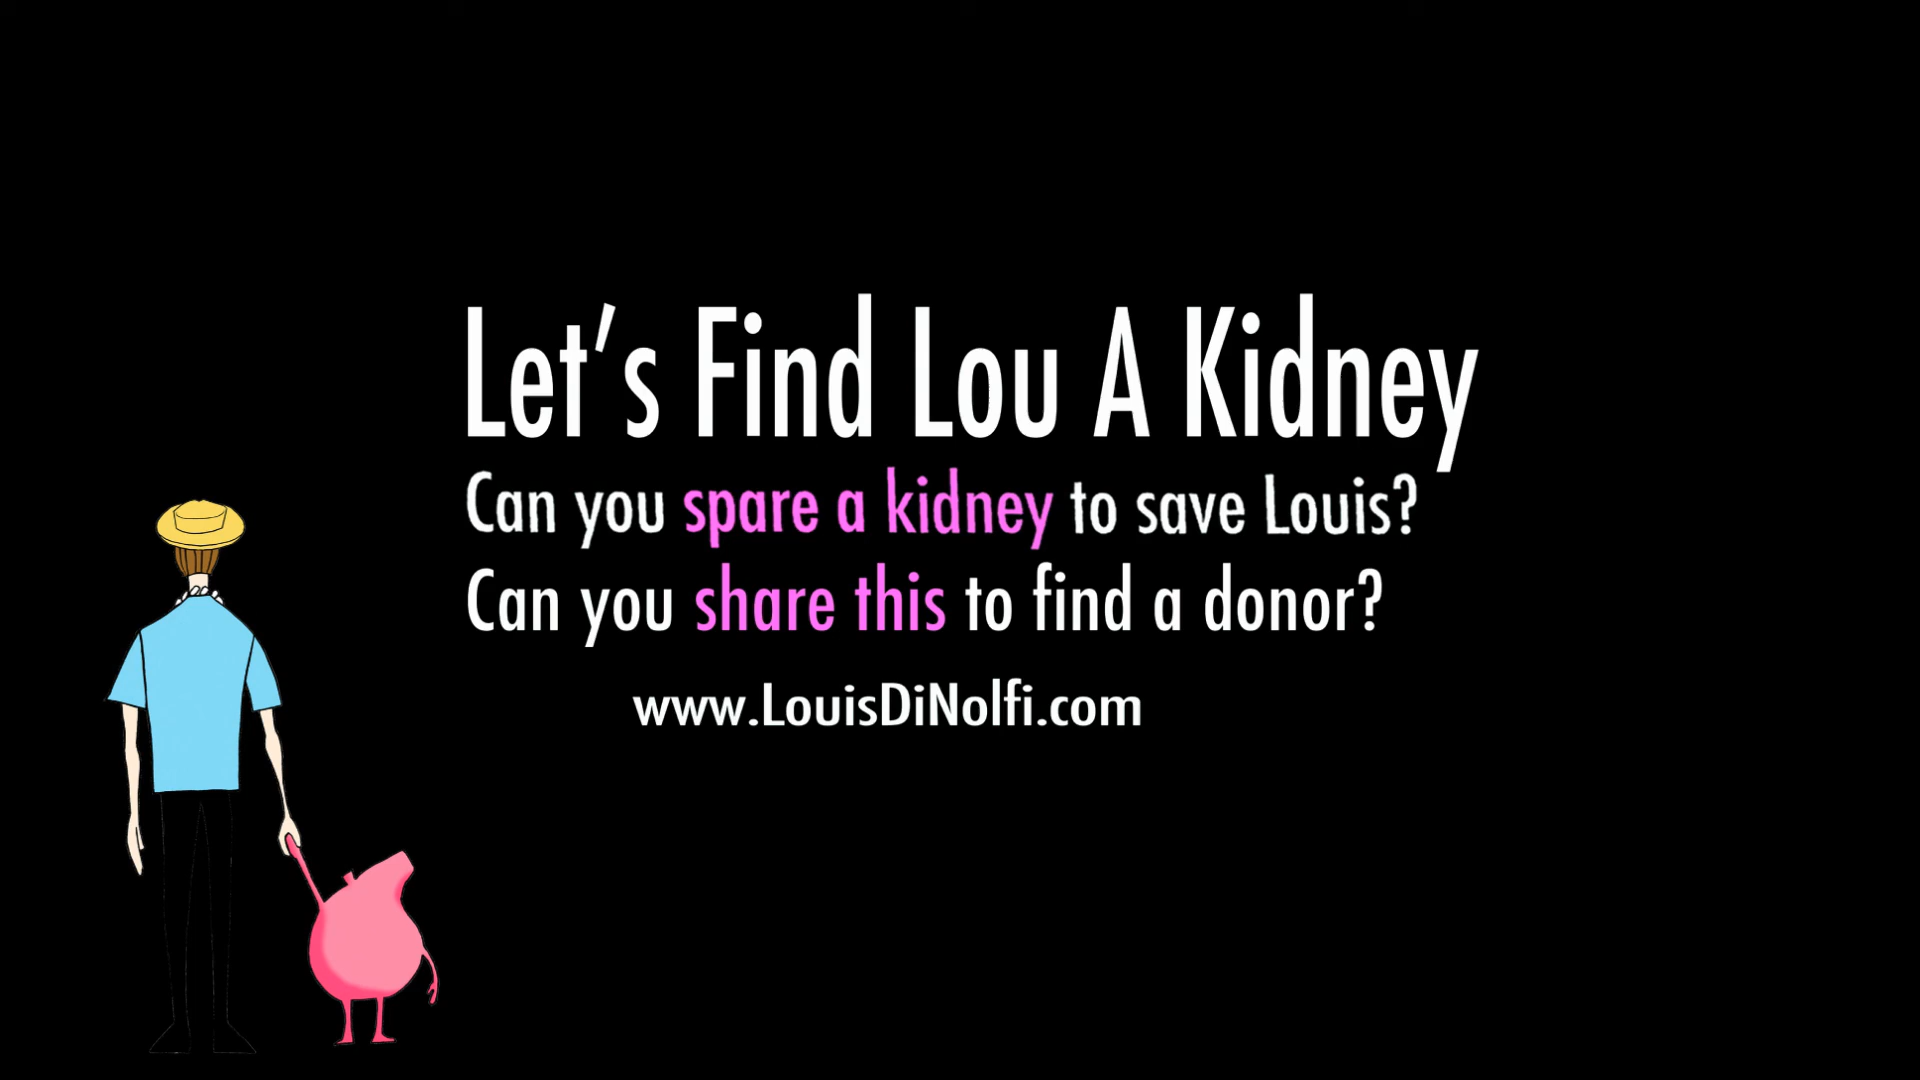 Let's Find Lou A Kidney
Can you spare a kidney to save Louis?
Can you share this to find a donor?
www.LouisDiNolfi.com